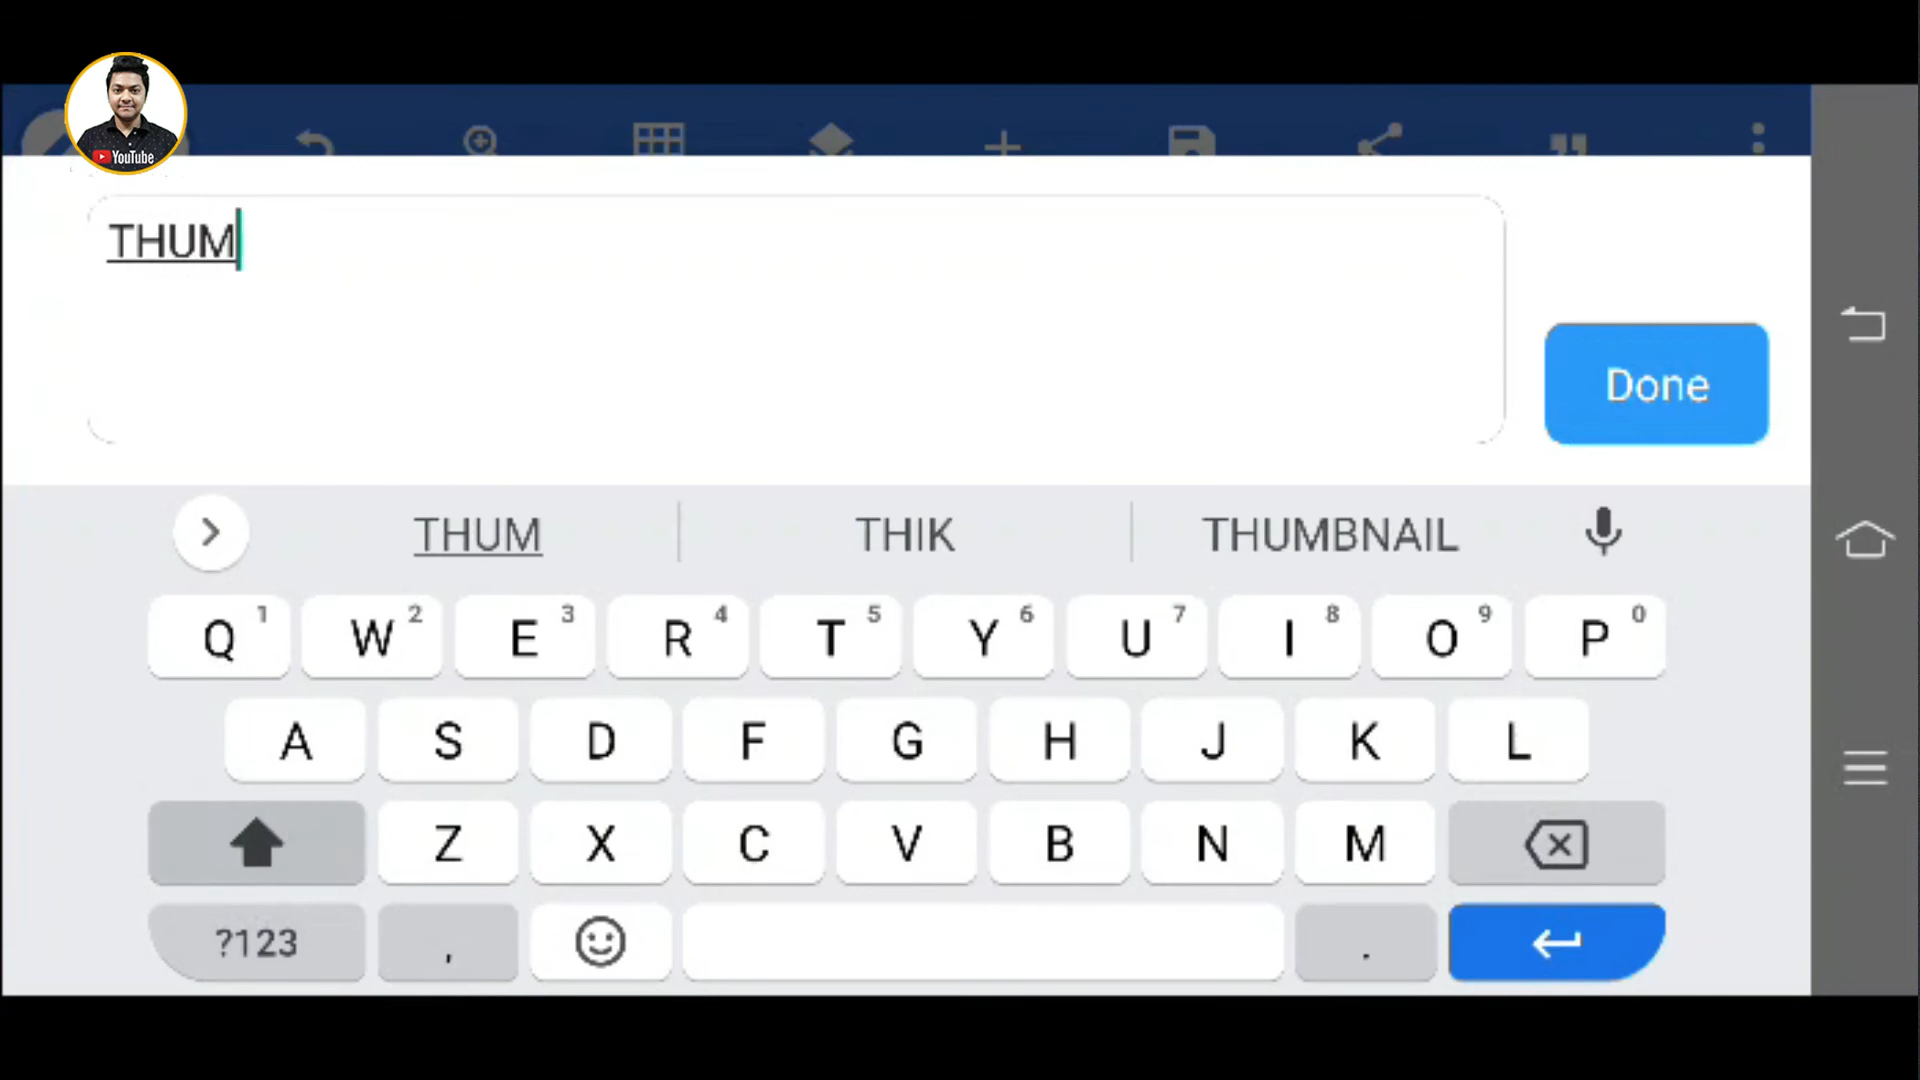 YouTube
THUM
Done
THUM THIK THUMBNAIL
Q 1 W 2 E 3 R 4 T 5 Y 6 U 7 I 8 O 9 P 0
A S D F G H J K L
Z X C V B N M
?123 , .